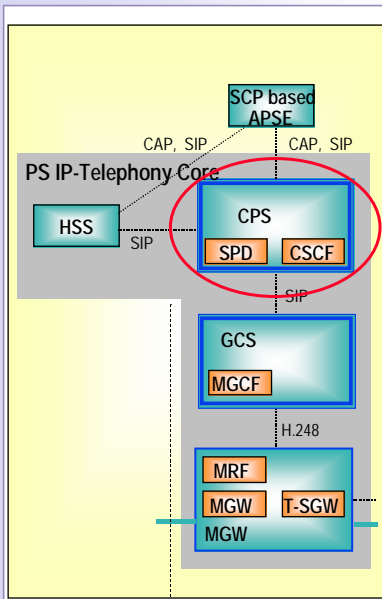 SCP based
APSE
CAP, SIP
CAP, SIP
PS IP-Telephony Core
CPS
HSS
SIP
SPD
CSCF
SIP
GCS
MGCF
H.248
MRF
MGW
T-SGW
MGW